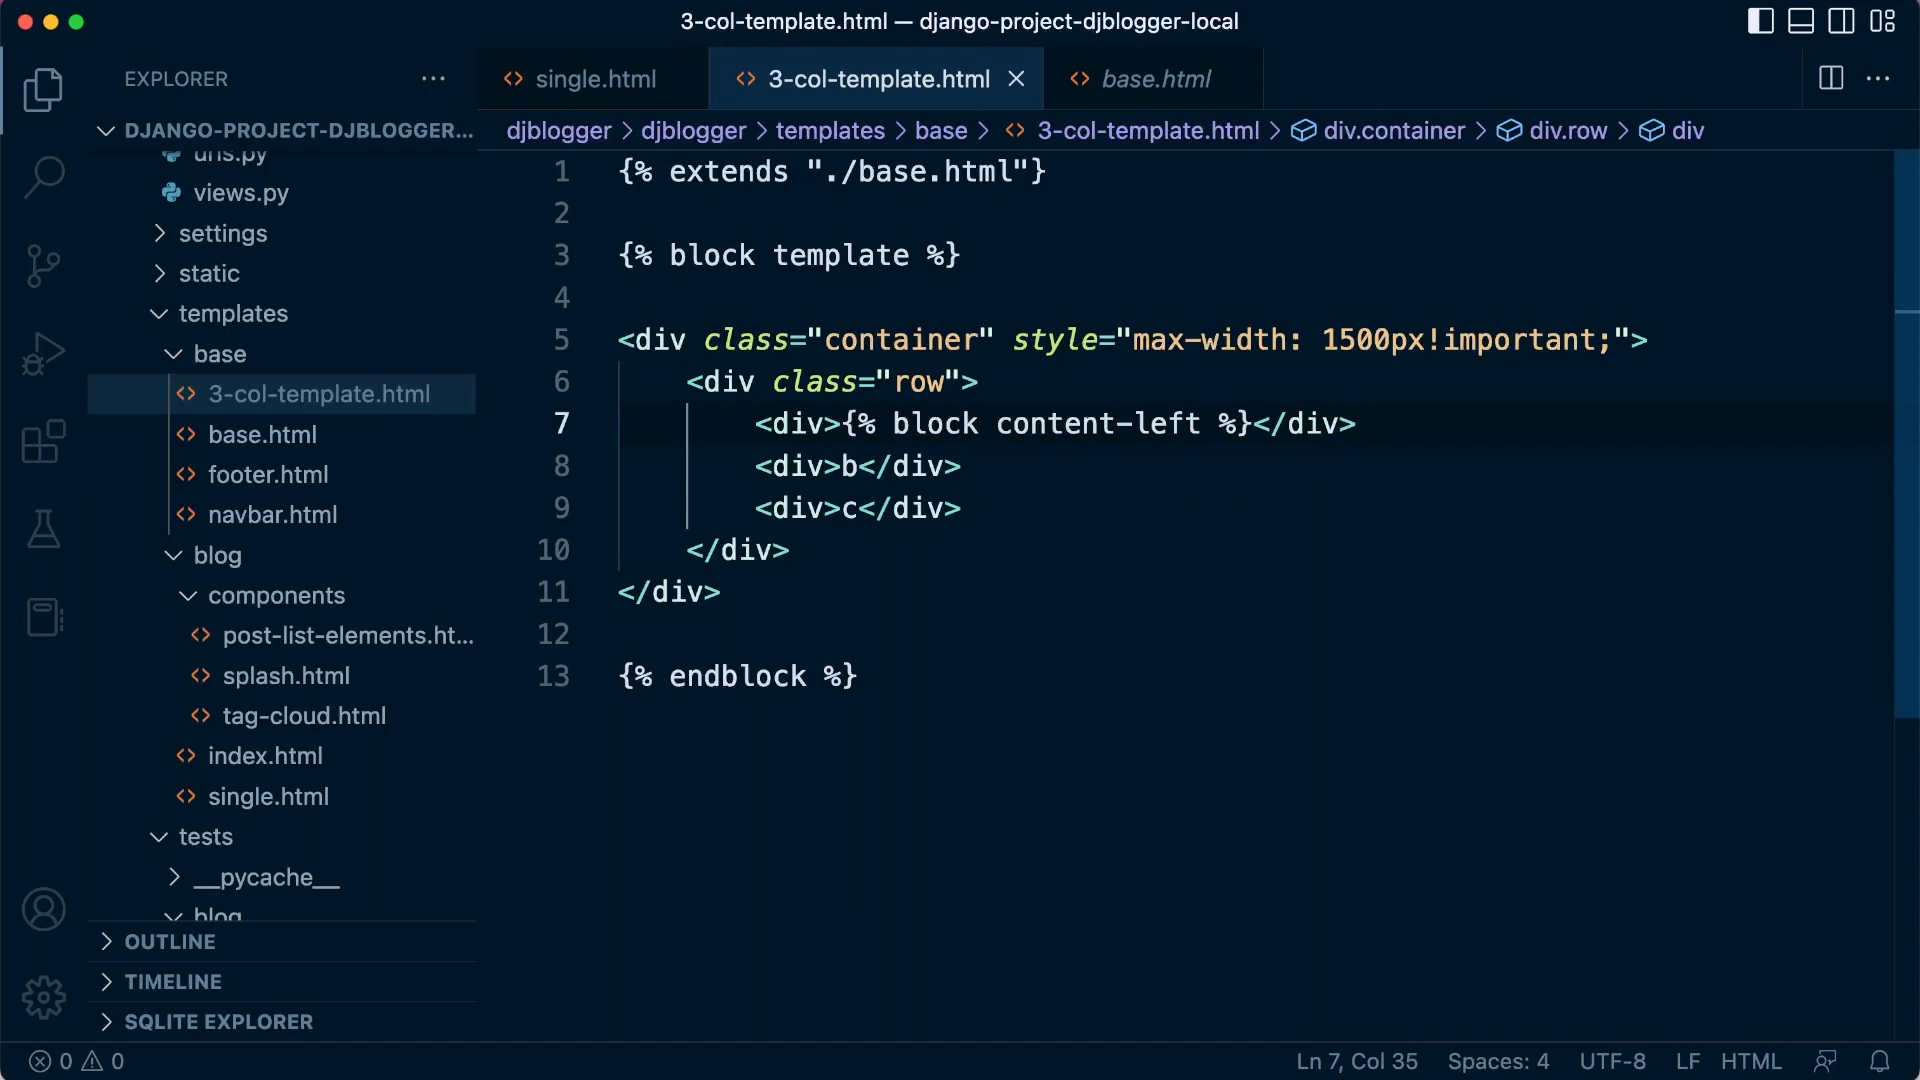 3-col-template.html — django-project-djblogger-local
EXPLORER
single.html
3-col-template.html
base.html
DJANGO-PROJECT-DJBLOGGER...
djblogger > djblogger > templates > base > 3-col-template.html > div.container > div.row > div
urls.py
views.py
settings
static
templates
base
3-col-template.html
base.html
footer.html
navbar.html
blog
components
post-list-elements.ht...
splash.html
tag-cloud.html
index.html
single.html
tests
__pycache__
blog
OUTLINE
TIMELINE
SQLITE EXPLORER
1 {% extends "./base.html"}
2
3 {% block template %}
4
5 <div class="container" style="max-width: 1500px!important;">
6 <div class="row">
7 <div>{% block content-left %}</div>
8 <div>b</div>
9 <div>c</div>
10 </div>
11 </div>
12
13 {% endblock %}
0 0
Ln 7, Col 35 Spaces: 4 UTF-8 LF HTML